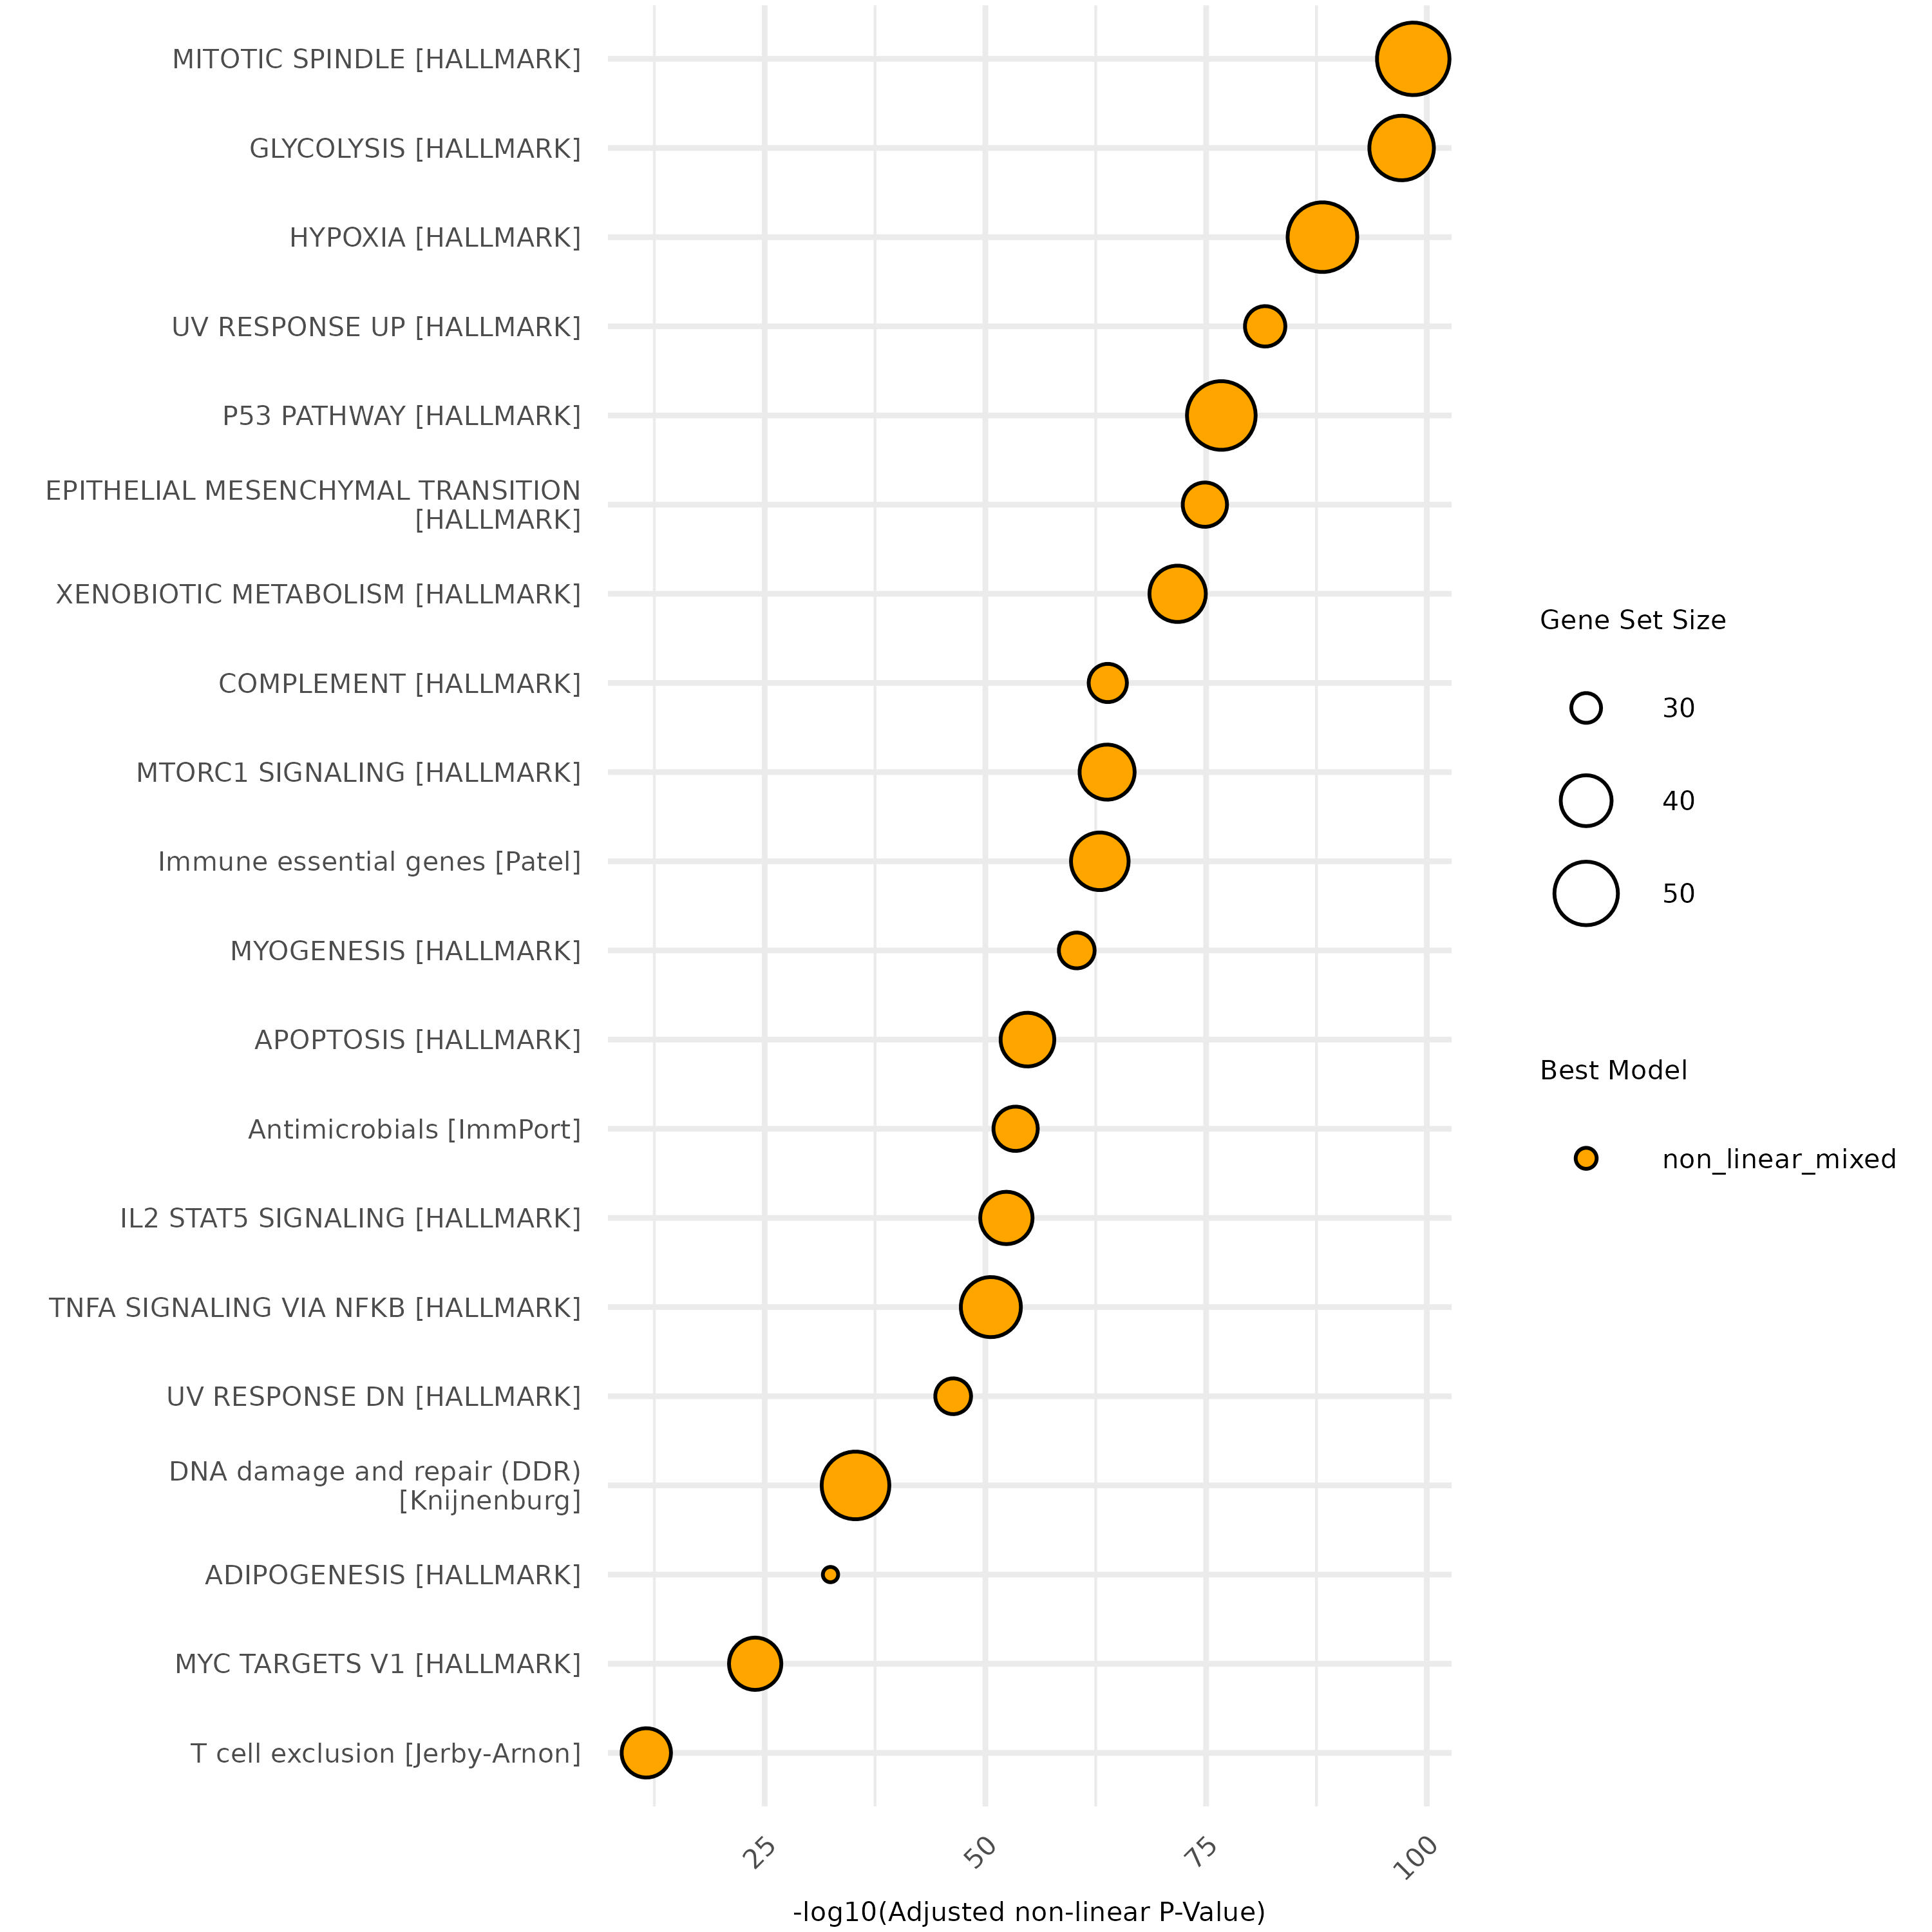 MITOTIC SPINDLE [HALLMARK]
GLYCOLYSIS [HALLMARK]
HYPOXIA [HALLMARK]
UV RESPONSE UP [HALLMARK]
P53 PATHWAY [HALLMARK]
EPITHELIAL MESENCHYMAL TRANSITION
[HALLMARK]
XENOBIOTIC METABOLISM [HALLMARK]
COMPLEMENT [HALLMARK]
MTORC1 SIGNALING [HALLMARK]
Immune essential genes [Patel]
MYOGENESIS [HALLMARK]
APOPTOSIS [HALLMARK]
Antimicrobials [ImmPort]
IL2 STAT5 SIGNALING [HALLMARK]
TNFA SIGNALING VIA NFKB [HALLMARK]
UV RESPONSE DN [HALLMARK]
DNA damage and repair (DDR)
[Knijnenburg]
ADIPOGENESIS [HALLMARK]
MYC TARGETS V1 [HALLMARK]
T cell exclusion [Jerby-Arnon]
25
50
75
100
-log10(Adjusted non-linear P-Value)
Gene Set Size
30
40
50
Best Model
non_linear_mixed